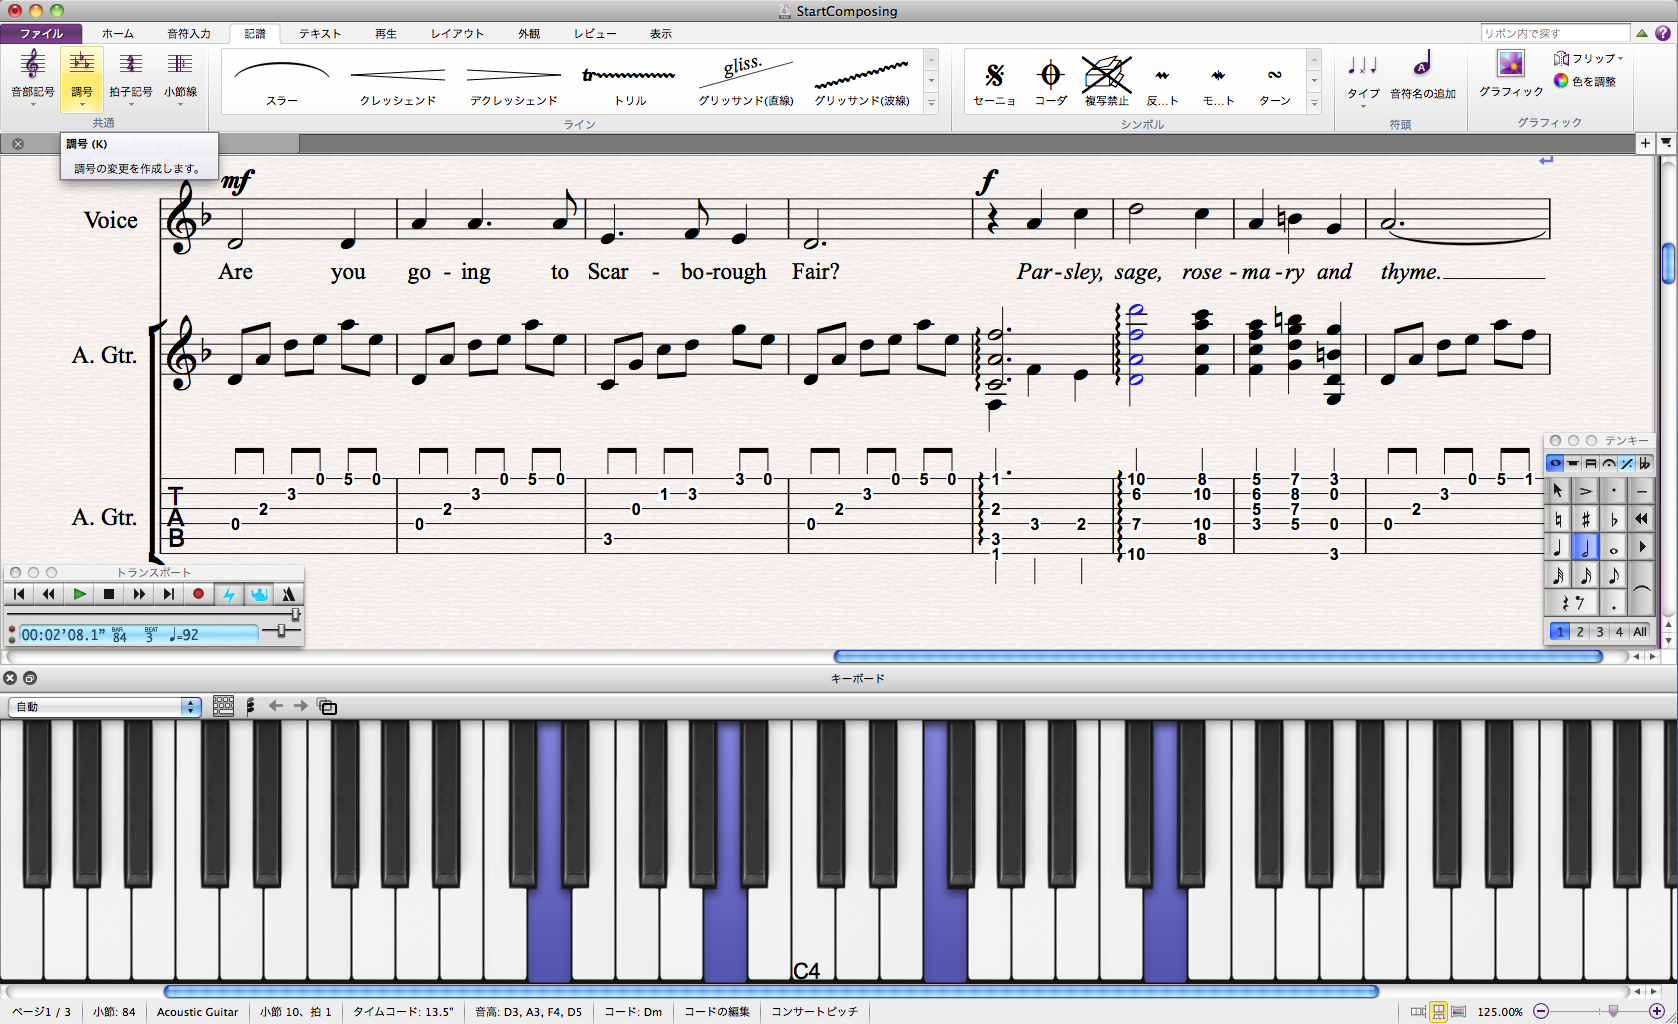 StartComposing
ファイル ホーム 音符入力 記譜 テキスト 再生 レイアウト 外観 レビュー 表示 リボン内で探す
gliss.
tr
音部記号 調号 拍子記号 小節線 スラー クレッシェンド デクレッシェンド トリル グリッサンド(直線) グリッサンド(波線) セーニョ コーダ 複写禁止 反...ト モ...ト ターン タイプ 音符名の追加 グラフィック フリップ
色を調整
共通 ライン シンボル 符頭 グラフィック
調号 (K)
調号の変更を作成します。
mf f
Voice
Are you go - ing to Scar - bo-rough Fair? Par-sley, sage, rose-ma-ry and thyme.
A. Gtr.
A. Gtr.
T
A
B
0 2 3 0 5 0 0 2 3 0 5 0 3 0 1 3 3 0 0 2 3 0 5 0 1 2 3 1 3 2 10 6 7 10 8 10 10 8 5 6 5 3 7 8 7 5 3 0 0 3 0 2 3 0 5 1
トランスポート
00:02'08.1" BAR 84 BEAT 3 =92
テンキー
1 2 3 4 All
キーボード
自動
C4
ページ1 / 3 小節: 84 Acoustic Guitar 小節 10、拍 1 タイムコード: 13.5" 音高: D3, A3, F4, D5 コード: Dm コードの編集 コンサートピッチ 125.00%